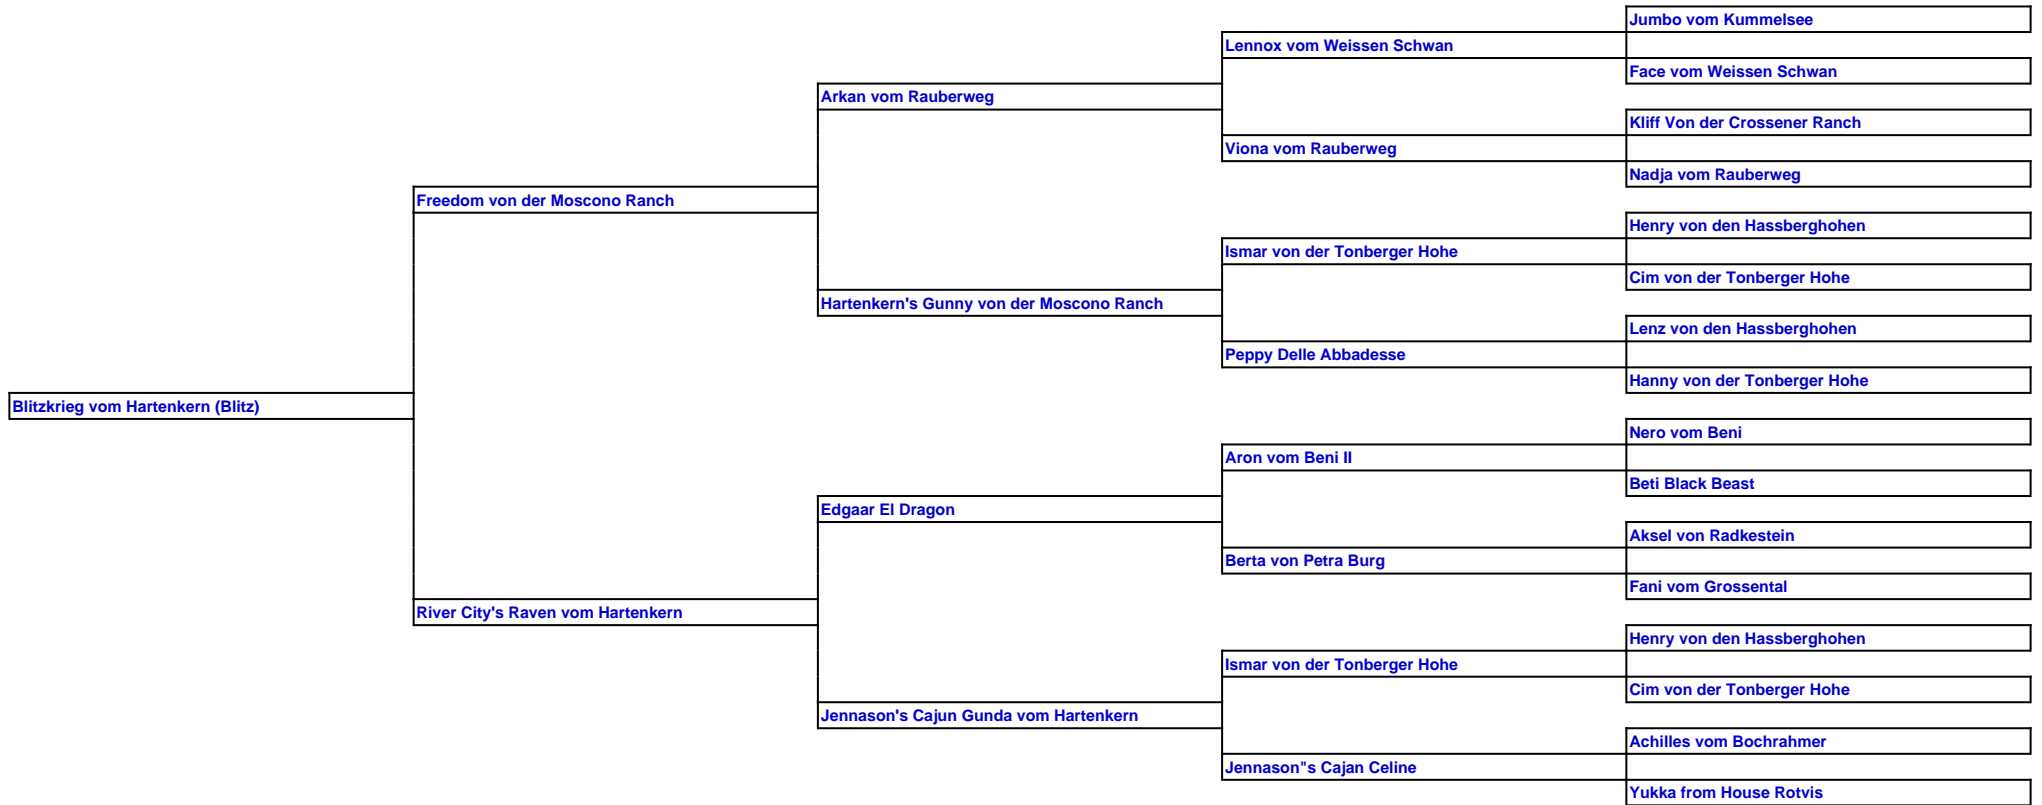 Jumbo vom Kummelsee
Lennox vom Weissen Schwan
Face vom Weissen Schwan
Arkan vom Rauberweg
Kliff Von der Crossener Ranch
Viona vom Rauberweg
Nadja vom Rauberweg
Freedom von der Moscono Ranch
Henry von den Hassberghohen
Ismar von der Tonberger Hohe
Cim von der Tonberger Hohe
Hartenkern's Gunny von der Moscono Ranch
Lenz von den Hassberghohen
Peppy Delle Abbadesse
Hanny von der Tonberger Hohe
Blitzkrieg vom Hartenkern (Blitz)
Nero vom Beni
Aron vom Beni II
Beti Black Beast
Edgaar El Dragon
Aksel von Radkestein
Berta von Petra Burg
Fani vom Grossental
River City's Raven vom Hartenkern
Henry von den Hassberghohen
Ismar von der Tonberger Hohe
Cim von der Tonberger Hohe
Jennason's Cajun Gunda vom Hartenkern
Achilles vom Bochrahmer
Jennason"s Cajan Celine
Yukka from House Rotvis